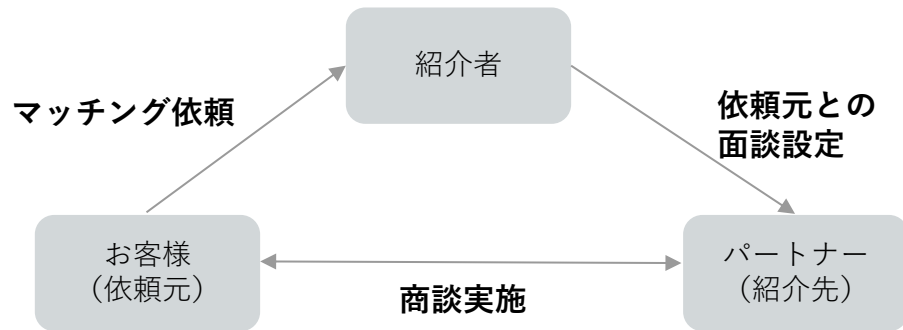 紹介者
マッチング依頼
依頼元との
面談設定
お客様
（依頼元）
商談実施
パートナー
（紹介先）